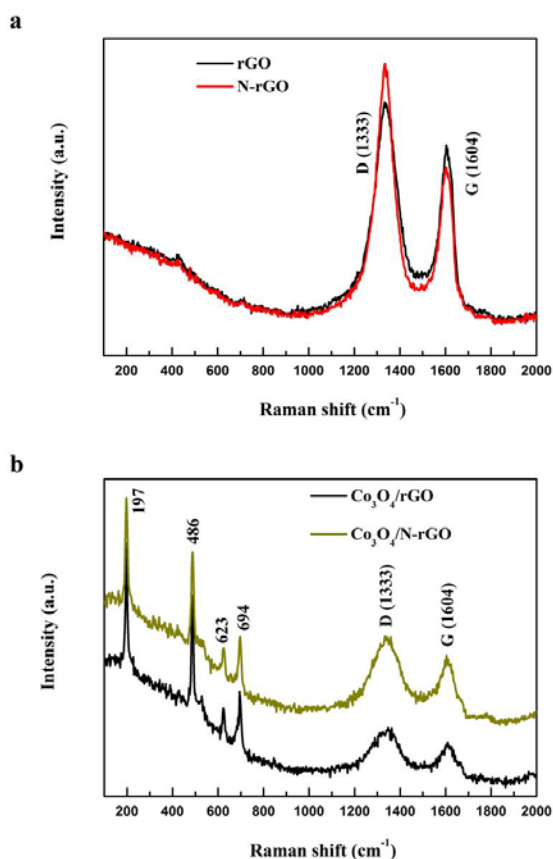 a
rGO
N-rGO
D (1333)
G (1604)
Intensity (a.u.)
200 400 600 800 1000 1200 1400 1600 1800 2000
Raman shift (cm⁻¹)
b
Co₃O₄/rGO
Co₃O₄/N-rGO
197
486
623
694
D (1333)
G (1604)
Intensity (a.u.)
200 400 600 800 1000 1200 1400 1600 1800 2000
Raman shift (cm⁻¹)